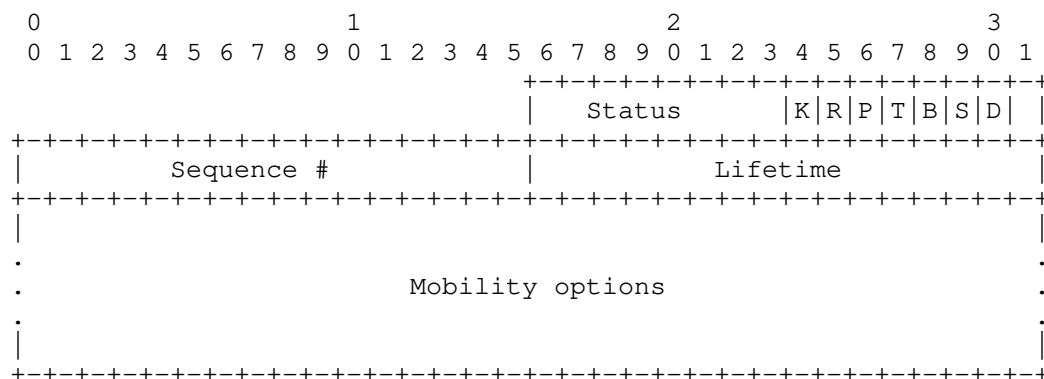 0                   1                   2                   3
 0 1 2 3 4 5 6 7 8 9 0 1 2 3 4 5 6 7 8 9 0 1 2 3 4 5 6 7 8 9 0 1
                                +-+-+-+-+-+-+-+-+-+-+-+-+-+-+-+-+
                                |   Status      |K|R|P|T|B|S|D| |
+-+-+-+-+-+-+-+-+-+-+-+-+-+-+-+-+-+-+-+-+-+-+-+-+-+-+-+-+-+-+-+-+
|         Sequence #            |           Lifetime            |
+-+-+-+-+-+-+-+-+-+-+-+-+-+-+-+-+-+-+-+-+-+-+-+-+-+-+-+-+-+-+-+-+
|                                                               |
.                                                               .
.                        Mobility options                       .
.                                                               .
|                                                               |
+-+-+-+-+-+-+-+-+-+-+-+-+-+-+-+-+-+-+-+-+-+-+-+-+-+-+-+-+-+-+-+-+